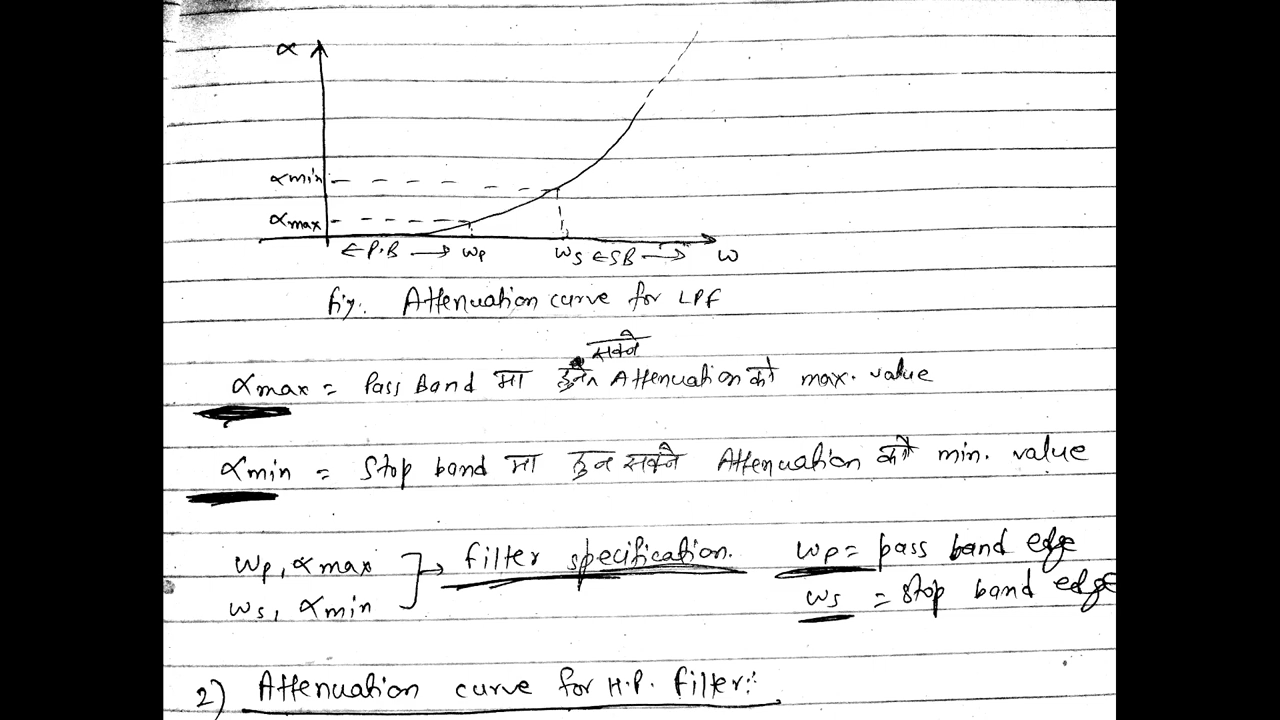 α
αmin
αmax
← P.B → ωp ωs ← SB → ω
fig: Attenuation curve for LPF
सक्ने
αmax = Pass Band मा हुन Attenuation को max. value
αmin = Stop band मा हुन सक्ने Attenuation को min. value
ωp, αmax ] → filter specification. ωp = pass band edge
ωs, αmin ωs = stop band edge
2) Attenuation curve for H.P. filter: